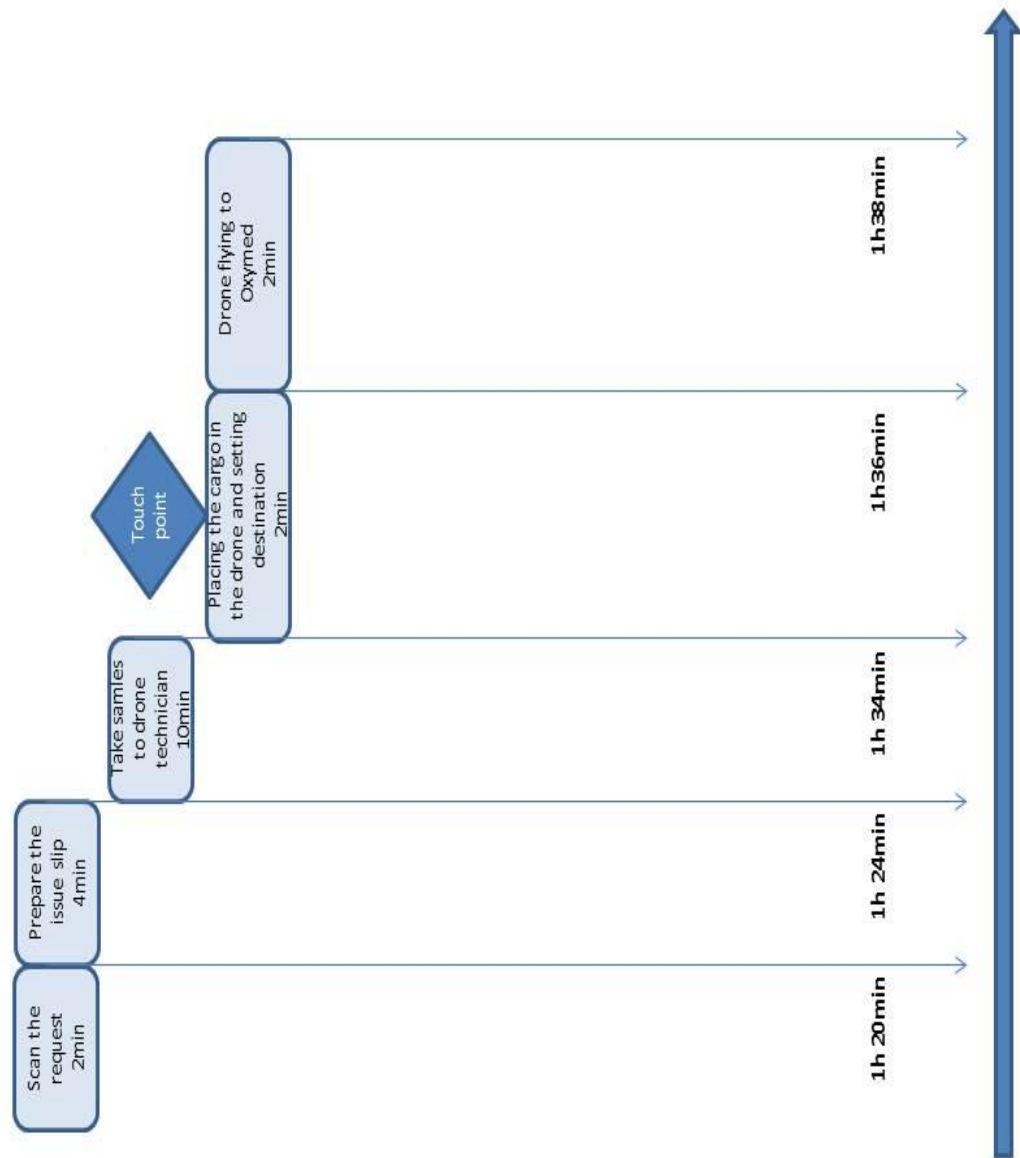 Scan the
request
2min
Prepare the
issue slip
4min
Take samles
to drone
technician
10min
Touch
point
Placing the cargo in
the drone and setting
destination
2min
Drone flying to
Oxymed
2min
1h 20min
1h 24min
1h 34min
1h36min
1h38min